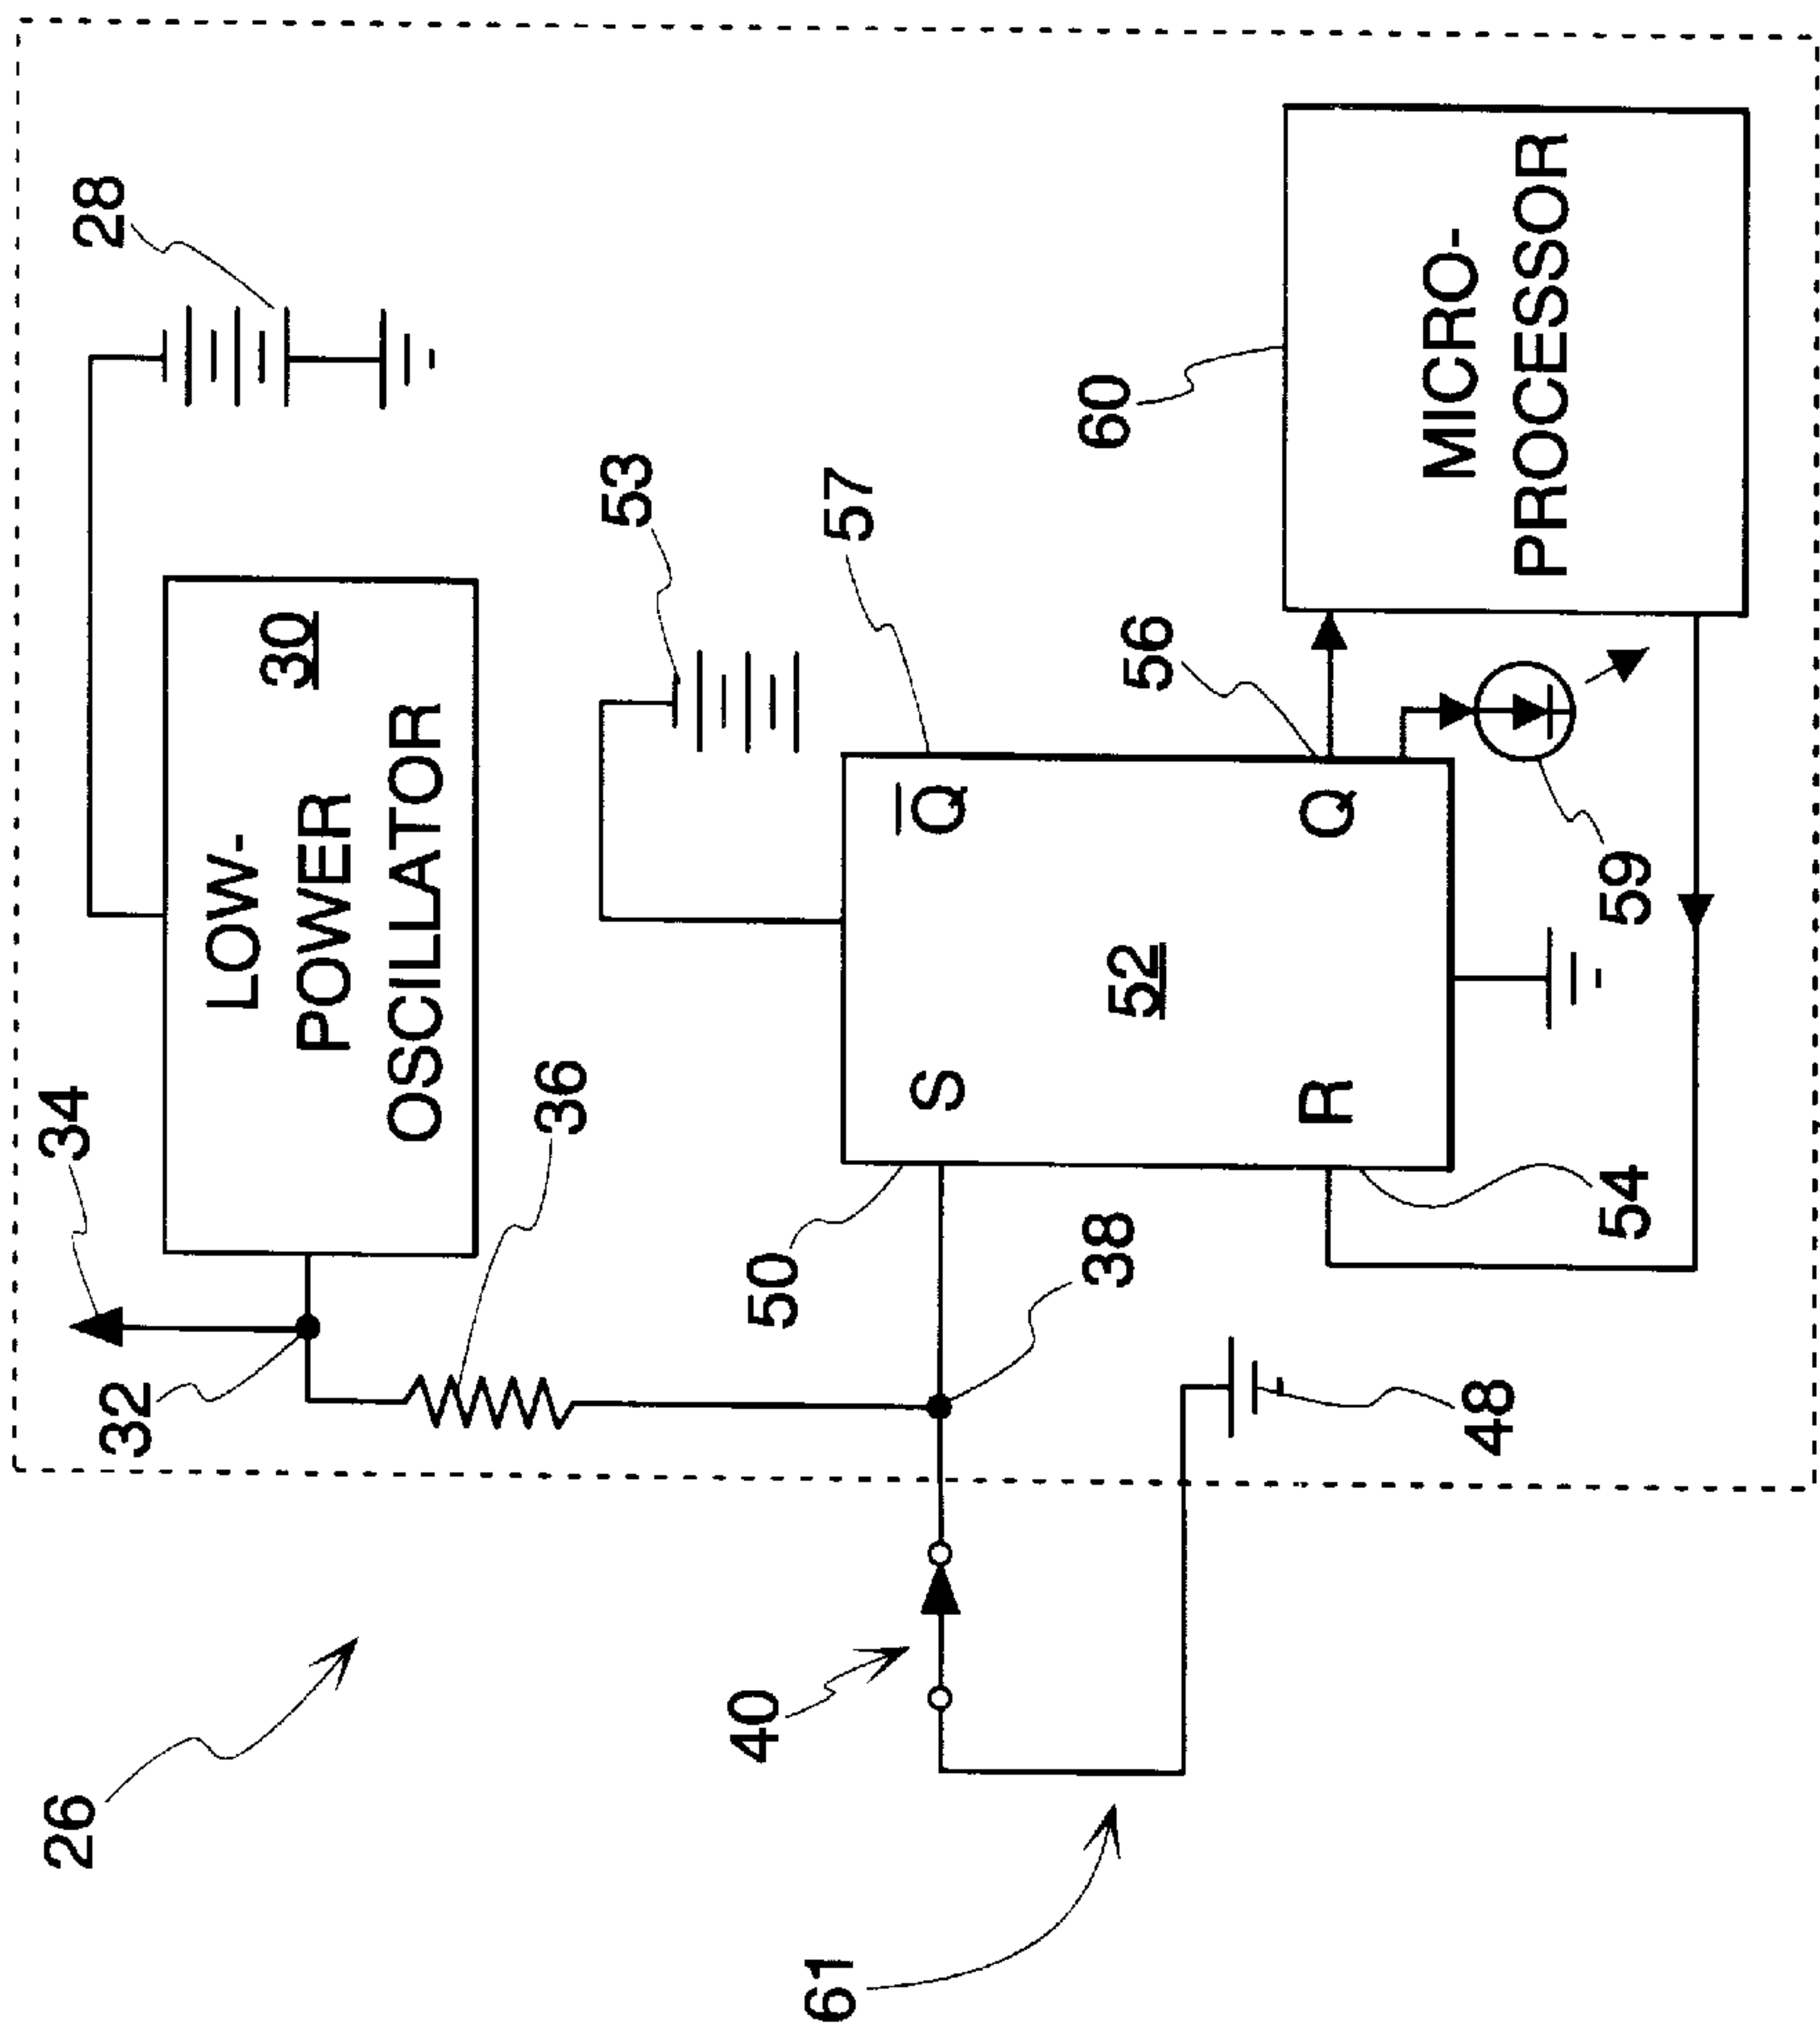 26
34
28
32
LOW-
POWER
OSCILLATOR
30
36
53
57
40
50
S
Q̅
52
38
60
MICRO-
PROCESSOR
56
R
Q
61
48
54
59